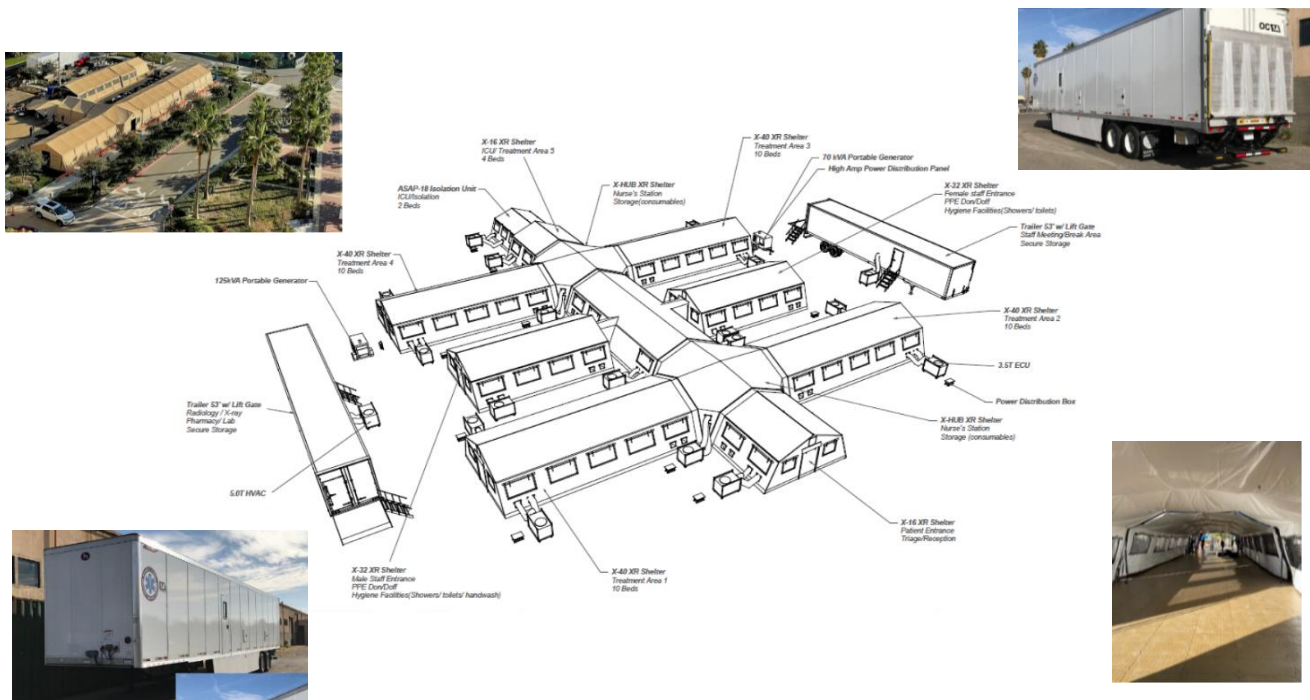 X-16 XR Shelter
ICU/ Treatment Area 5
4 Beds
X-40 XR Shelter
Treatment Area 3
10 Beds
70 kVA Portable Generator
High Amp Power Distribution Panel
ASAP-18 Isolation Unit
ICU/Isolation
2 Beds
X-HUB XR Shelter
Nurse's Station
Storage(consumables)
X-32 XR Shelter
Female staff Entrance
PPE Don/Doff
Hygiene Facilities(Showers/ toilets)
Trailer 53' w/ Lift Gate
Staff Meeting/Break Area
Secure Storage
X-40 XR Shelter
Treatment Area 4
10 Beds
125kVA Portable Generator
X-40 XR Shelter
Treatment Area 2
10 Beds
3.5T ECU
Power Distribution Box
Trailer 53' w/ Lift Gate
Radiology / X-ray
Pharmacy/ Lab
Secure Storage
X-HUB XR Shelter
Nurse's Station
Storage (consumables)
5.0T HVAC
X-16 XR Shelter
Patient Entrance
Triage/Reception
X-32 XR Shelter
Male Staff Entrance
PPE Don/Doff
Hygiene Facilities(Showers/ toilets/ handwash)
X-40 XR Shelter
Treatment Area 1
10 Beds